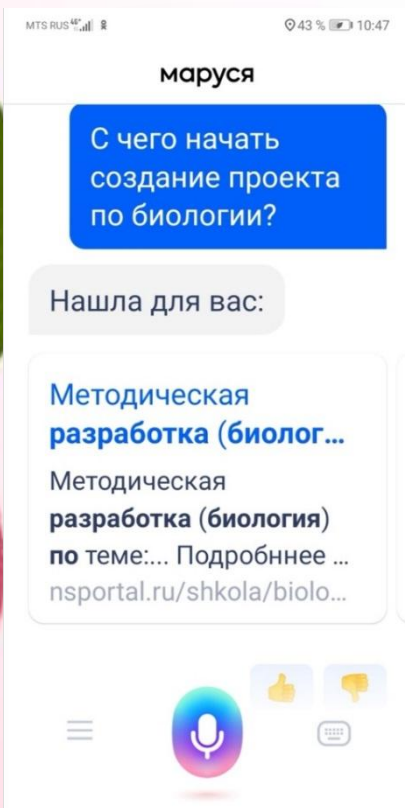 MTS RUS 43 % 10:47
маруся
С чего начать
создание проекта
по биологии?
Нашла для вас:
Методическая
разработка (биолог...
Методическая
разработка (биология)
по теме:... Подробннее ...
nsportal.ru/shkola/biolo...